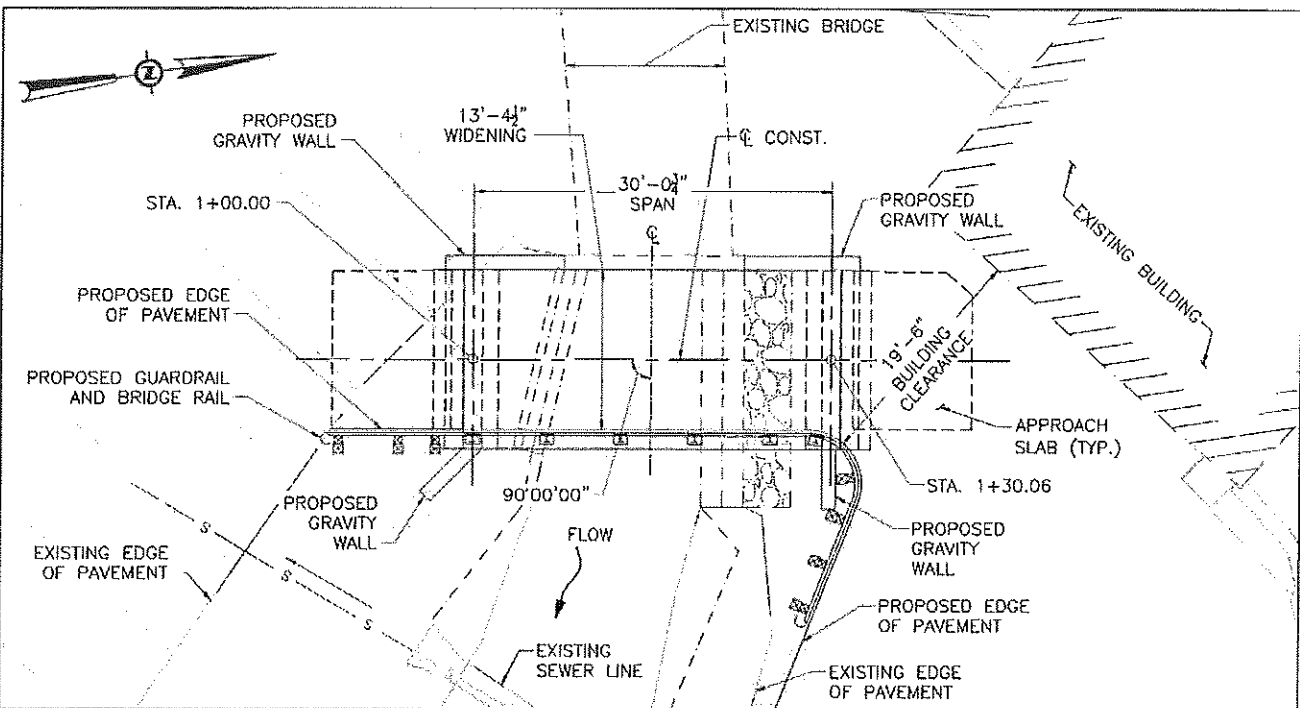 EXISTING BRIDGE
Z
PROPOSED
GRAVITY WALL
13'-4½"
WIDENING
℄ CONST.
30'-0¾"
SPAN
STA. 1+00.00
PROPOSED
GRAVITY WALL
℄
EXISTING BUILDING
PROPOSED EDGE
OF PAVEMENT
19'-6"
BUILDING
CLEARANCE
PROPOSED GUARDRAIL
AND BRIDGE RAIL
APPROACH
SLAB (TYP.)
90°00'00"
STA. 1+30.06
PROPOSED
GRAVITY
WALL
FLOW
PROPOSED
GRAVITY
WALL
S
EXISTING EDGE
OF PAVEMENT
S
S
PROPOSED EDGE
OF PAVEMENT
EXISTING
SEWER LINE
EXISTING EDGE
OF PAVEMENT